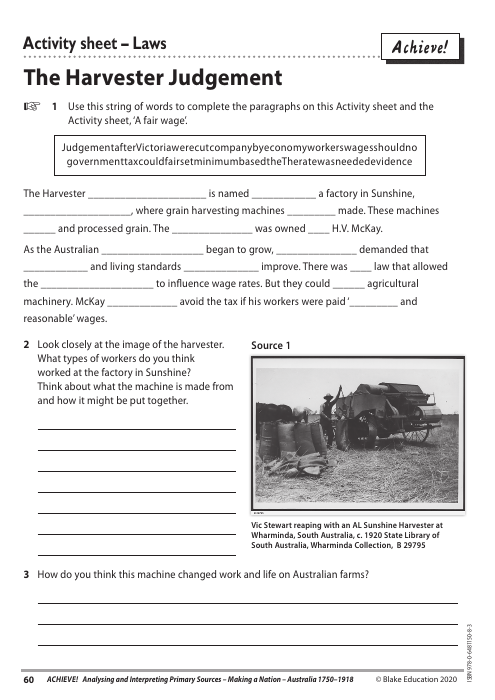 Activity sheet – Laws
Achieve!
The Harvester Judgement
1 Use this string of words to complete the paragraphs on this Activity sheet and the
Activity sheet, ‘A fair wage’.
JudgementafterVictoriawerecutcompanybyeconomyworkerswagesshouldno
governmenttaxcouldfairsetminimumbasedtheTheratewasneededevidence
The Harvester ________________________ is named _____________ a factory in Sunshine,
______________________, where grain harvesting machines __________ made. These machines
_______ and processed grain. The _________________ was owned ____ H.V. McKay.
As the Australian _____________________ began to grow, ______________ demanded that
_____________ and living standards _______________ improve. There was ____ law that allowed
the _______________________ to influence wage rates. But they could ______ agricultural
machinery. McKay ______________ avoid the tax if his workers were paid ‘__________ and
reasonable’ wages.
2 Look closely at the image of the harvester.
What types of workers do you think
worked at the factory in Sunshine?
Think about what the machine is made from
and how it might be put together.
Source 1
Vic Stewart reaping with an AL Sunshine Harvester at
Wharminda, South Australia, c. 1920 State Library of
South Australia, Wharminda Collection, B 29795
3 How do you think this machine changed work and life on Australian farms?
60 ACHIEVE! Analysing and Interpreting Primary Sources – Making a Nation – Australia 1750–1918 © Blake Education 2020